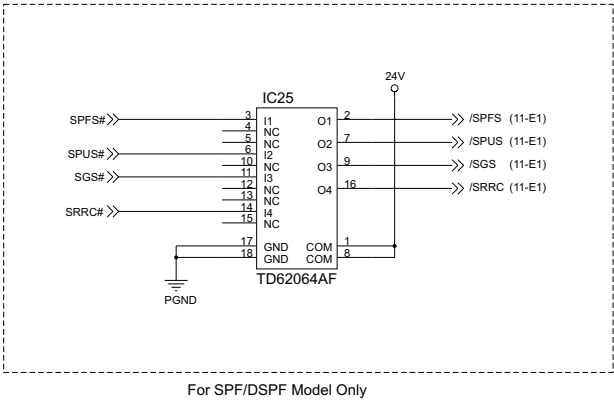 24V
IC25
SPFS# 3 I1 O1 2 /SPFS (11-E1)
4 NC
5 NC O2 7 /SPUS (11-E1)
SPUS# 6 I2
10 NC O3 9 /SGS (11-E1)
SGS# 11 I3
12 NC O4 16 /SRRC (11-E1)
13 NC
SRRC# 14 I4
15 NC
17 GND COM 1
18 GND COM 8
TD62064AF
PGND
For SPF/DSPF Model Only